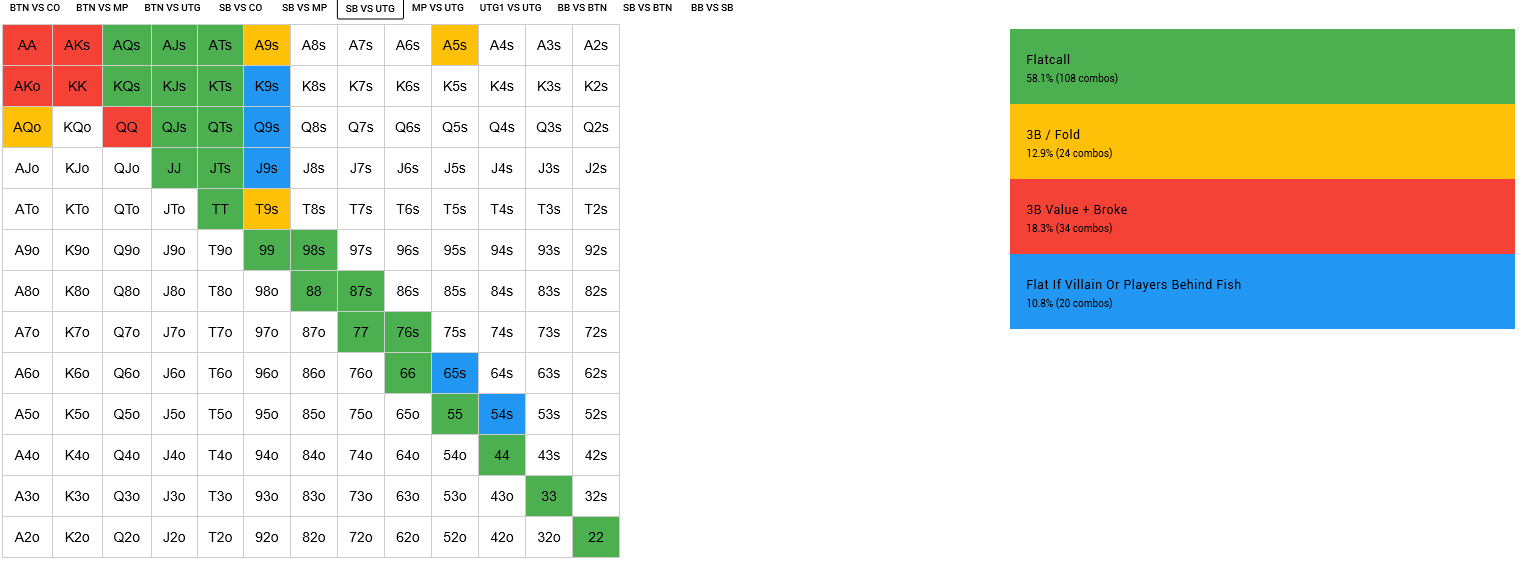 BTN VS CO BTN VS MP BTN VS UTG SB VS CO SB VS MP SB VS UTG MP VS UTG UTG1 VS UTG BB VS BTN SB VS BTN BB VS SB
AA AKs AQs AJs ATs A9s A8s A7s A6s A5s A4s A3s A2s
AKo KK KQs KJs KTs K9s K8s K7s K6s K5s K4s K3s K2s
AQo KQo QQ QJs QTs Q9s Q8s Q7s Q6s Q5s Q4s Q3s Q2s
AJo KJo QJo JJ JTs J9s J8s J7s J6s J5s J4s J3s J2s
ATo KTo QTo JTo TT T9s T8s T7s T6s T5s T4s T3s T2s
A9o K9o Q9o J9o T9o 99 98s 97s 96s 95s 94s 93s 92s
A8o K8o Q8o J8o T8o 98o 88 87s 86s 85s 84s 83s 82s
A7o K7o Q7o J7o T7o 97o 87o 77 76s 75s 74s 73s 72s
A6o K6o Q6o J6o T6o 96o 86o 76o 66 65s 64s 63s 62s
A5o K5o Q5o J5o T5o 95o 85o 75o 65o 55 54s 53s 52s
A4o K4o Q4o J4o T4o 94o 84o 74o 64o 54o 44 43s 42s
A3o K3o Q3o J3o T3o 93o 83o 73o 63o 53o 43o 33 32s
A2o K2o Q2o J2o T2o 92o 82o 72o 62o 52o 42o 32o 22
Flatcall
58.1% (108 combos)
3B / Fold
12.9% (24 combos)
3B Value + Broke
18.3% (34 combos)
Flat If Villain Or Players Behind Fish
10.8% (20 combos)